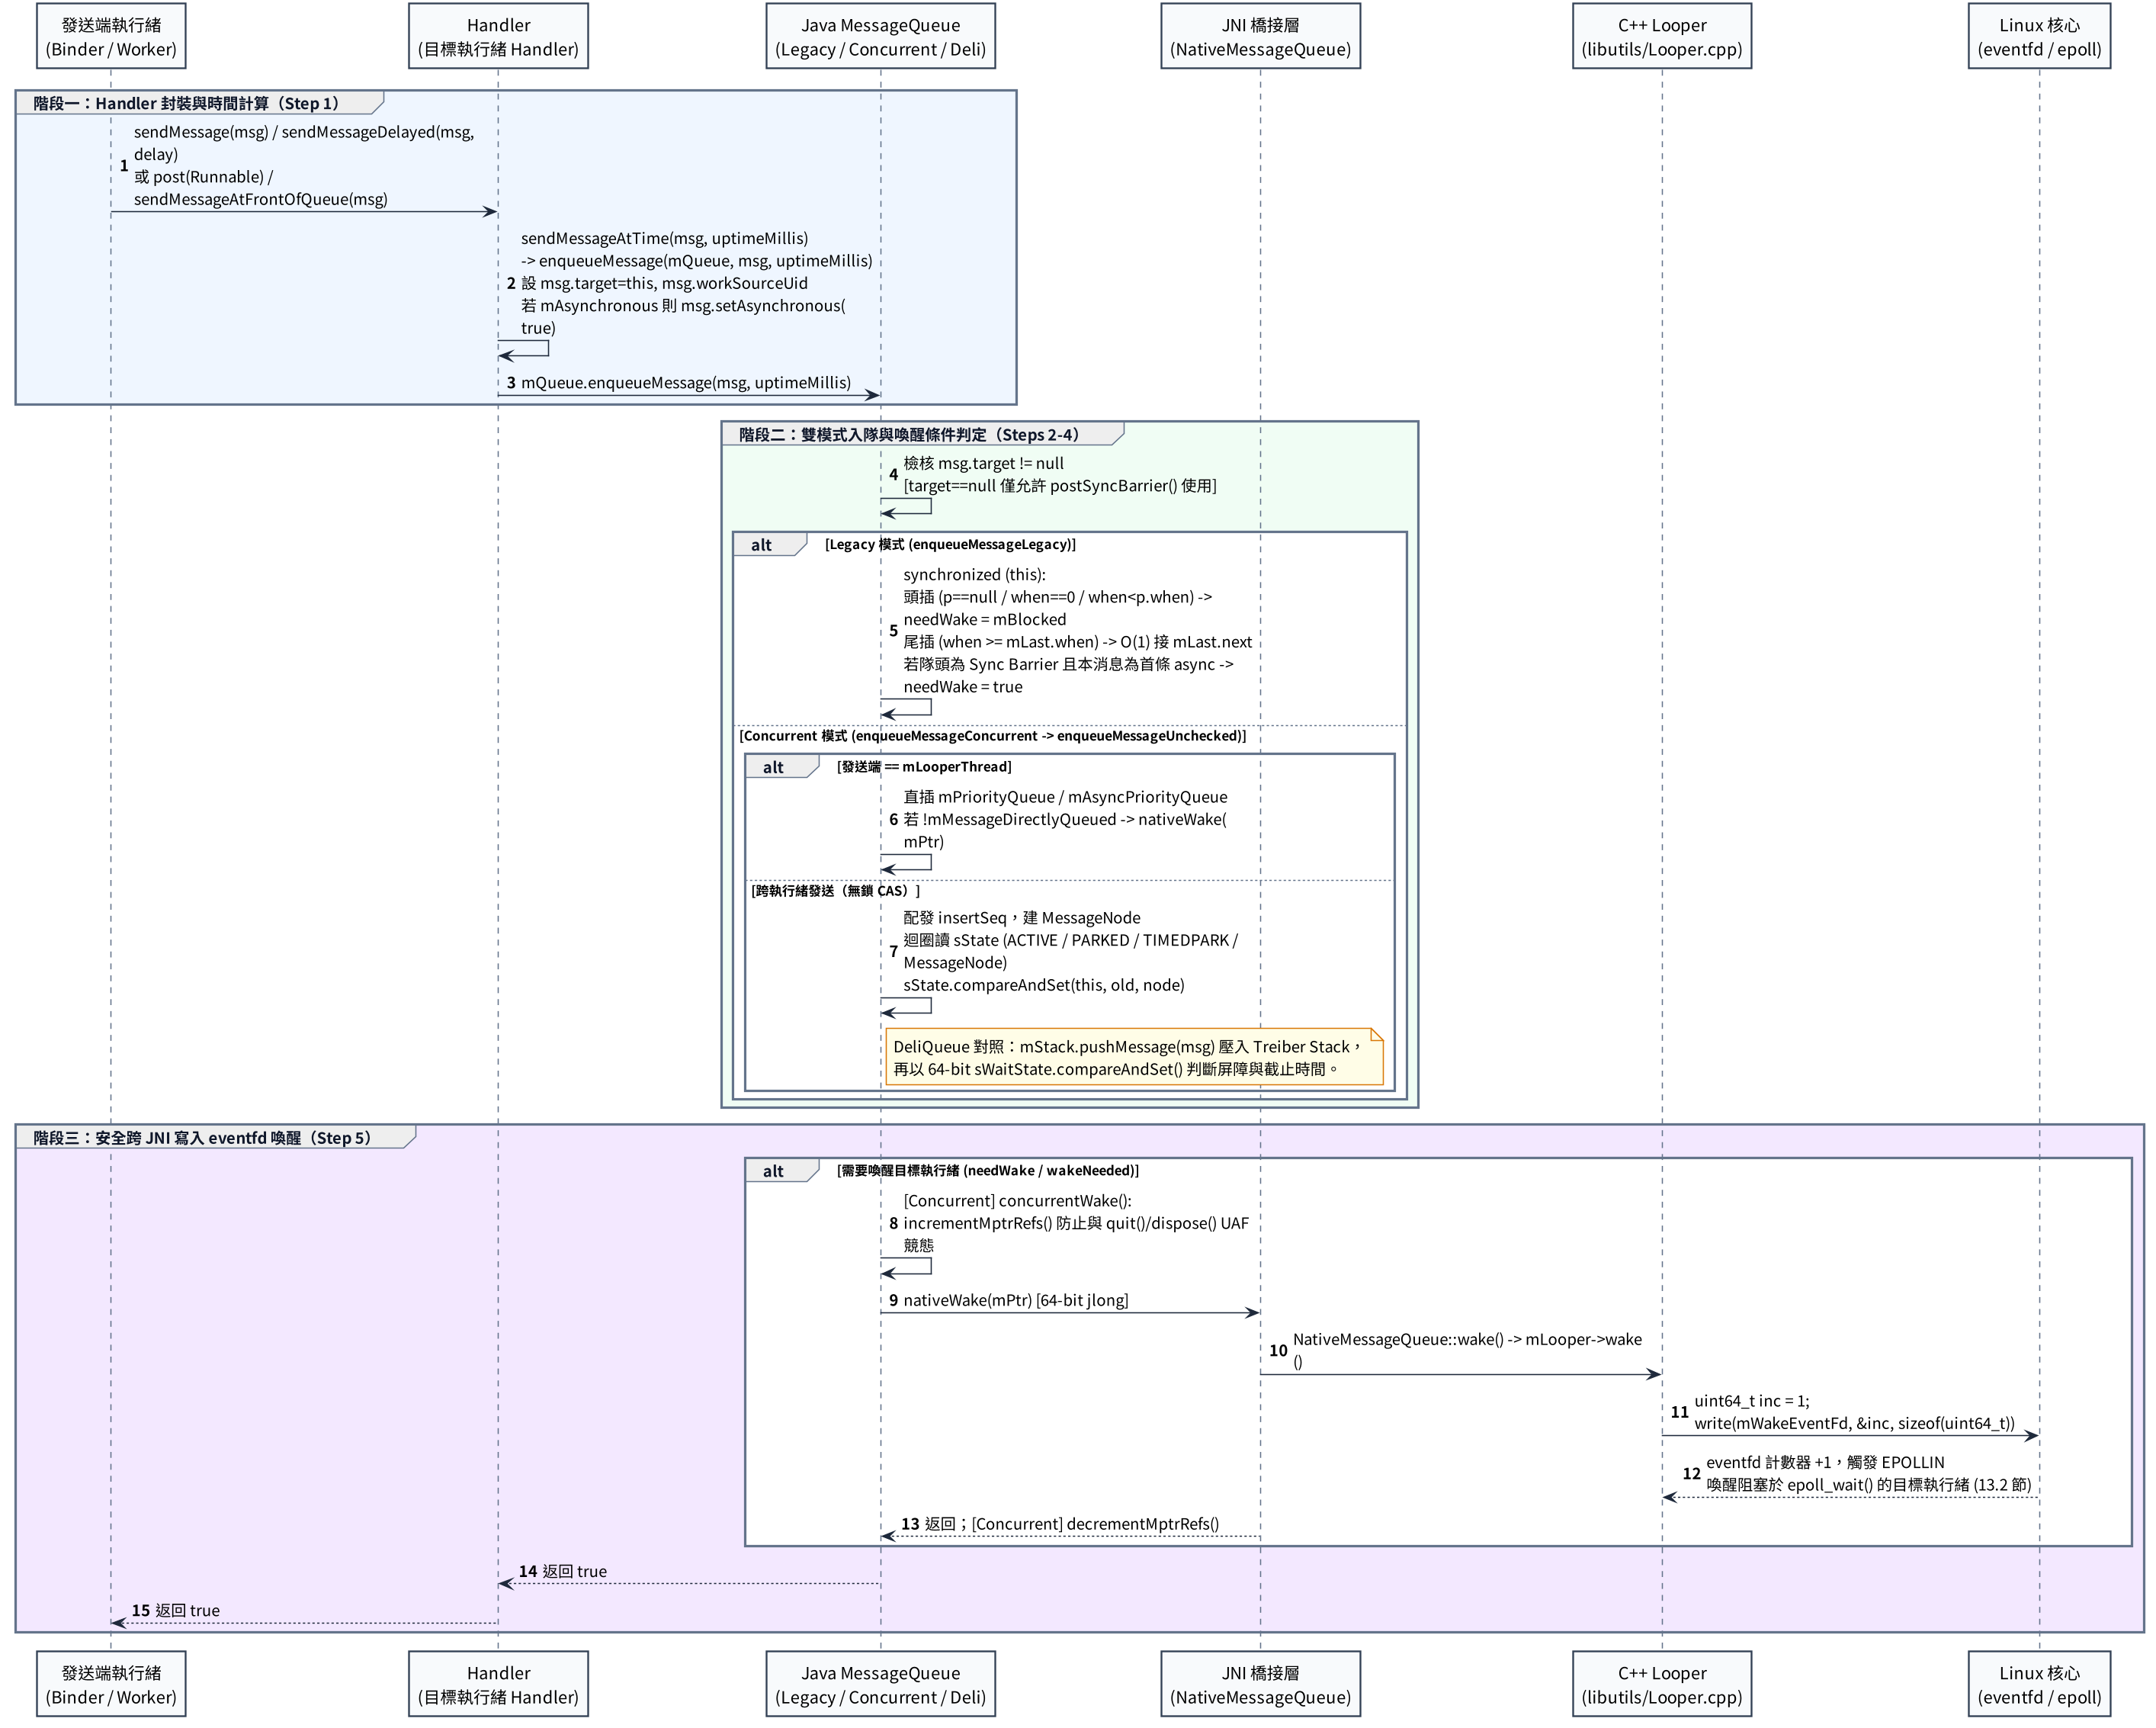 發送端執行緒
(Binder / Worker)
Handler
(目標執行緒 Handler)
Java MessageQueue
(Legacy / Concurrent / Deli)
JNI 橋接層
(NativeMessageQueue)
C++ Looper
(libutils/Looper.cpp)
Linux 核心
(eventfd / epoll)
階段一：Handler 封裝與時間計算（Step 1）
sendMessage(msg) / sendMessageDelayed(msg,
delay)
1
或 post(Runnable) /
sendMessageAtFrontOfQueue(msg)
sendMessageAtTime(msg, uptimeMillis)
-> enqueueMessage(mQueue, msg, uptimeMillis)
2 設 msg.target=this, msg.workSourceUid
若 mAsynchronous 則 msg.setAsynchronous(
true)
3 mQueue.enqueueMessage(msg, uptimeMillis)
階段二：雙模式入隊與喚醒條件判定（Steps 2-4）
4 檢核 msg.target != null
[target==null 僅允許 postSyncBarrier() 使用]
alt [Legacy 模式 (enqueueMessageLegacy)]
synchronized (this):
頭插 (p==null / when==0 / when<p.when) ->
needWake = mBlocked
5 尾插 (when >= mLast.when) -> O(1) 接 mLast.next
若隊頭為 Sync Barrier 且本消息為首條 async ->
needWake = true
[Concurrent 模式 (enqueueMessageConcurrent -> enqueueMessageUnchecked)]
alt [發送端 == mLooperThread]
直插 mPriorityQueue / mAsyncPriorityQueue
6 若 !mMessageDirectlyQueued -> nativeWake(
mPtr)
[跨執行緒發送（無鎖 CAS）]
配發 insertSeq，建 MessageNode
7 迴圈讀 sState (ACTIVE / PARKED / TIMEDPARK /
MessageNode)
sState.compareAndSet(this, old, node)
DeliQueue 對照：mStack.pushMessage(msg) 壓入 Treiber Stack，
再以 64-bit sWaitState.compareAndSet() 判斷屏障與截止時間。
階段三：安全跨 JNI 寫入 eventfd 喚醒（Step 5）
alt [需要喚醒目標執行緒 (needWake / wakeNeeded)]
[Concurrent] concurrentWake():
8 incrementMptrRefs() 防止與 quit()/dispose() UAF
競態
9 nativeWake(mPtr) [64-bit jlong]
10 NativeMessageQueue::wake() -> mLooper->wake
()
11 uint64_t inc = 1;
write(mWakeEventFd, &inc, sizeof(uint64_t))
12 eventfd 計數器 +1，觸發 EPOLLIN
喚醒阻塞於 epoll_wait() 的目標執行緒 (13.2 節)
13 返回；[Concurrent] decrementMptrRefs()
14 返回 true
15 返回 true
發送端執行緒
(Binder / Worker)
Handler
(目標執行緒 Handler)
Java MessageQueue
(Legacy / Concurrent / Deli)
JNI 橋接層
(NativeMessageQueue)
C++ Looper
(libutils/Looper.cpp)
Linux 核心
(eventfd / epoll)